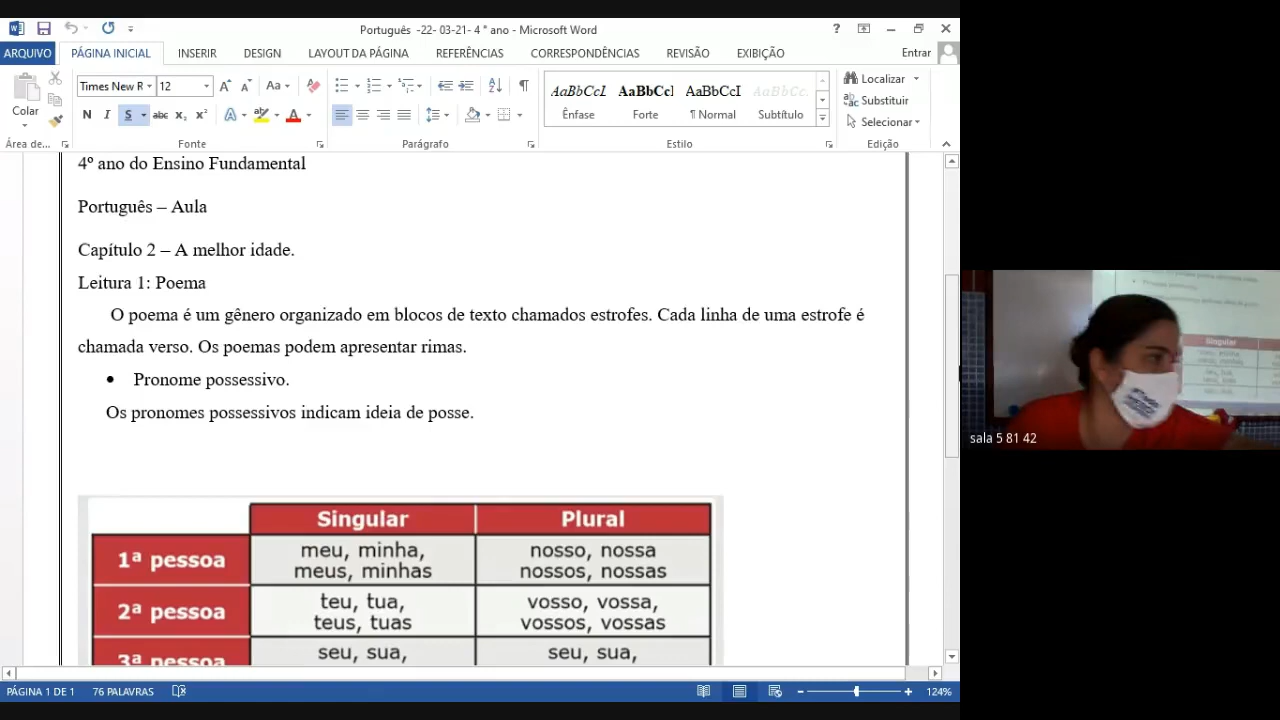 Português -22- 03-21- 4 º ano - Microsoft Word
?
ARQUIVO PÁGINA INICIAL INSERIR DESIGN LAYOUT DA PÁGINA REFERÊNCIAS CORRESPONDÊNCIAS REVISÃO EXIBIÇÃO Entrar
Colar
Times New R 12 Aa
N I S abc x₂ x² A A
AaBbCcI AaBbCcI AaBbCcI AaBbCc.
Ênfase Forte ¶ Normal Subtítulo
Localizar
Substituir
Selecionar
Área de... Fonte Parágrafo Estilo Edição
4º ano do Ensino Fundamental
Português – Aula
Capítulo 2 – A melhor idade.
Leitura 1: Poema
O poema é um gênero organizado em blocos de texto chamados estrofes. Cada linha de uma estrofe é
chamada verso. Os poemas podem apresentar rimas.
• Pronome possessivo.
Os pronomes possessivos indicam ideia de posse.
Singular Plural
1ª pessoa meu, minha, nosso, nossa
meus, minhas nossos, nossas
2ª pessoa teu, tua, vosso, vossa,
teus, tuas vossos, vossas
3ª pessoa seu, sua, seu, sua,
PÁGINA 1 DE 1 76 PALAVRAS 124%
Singular
sala 5 81 42